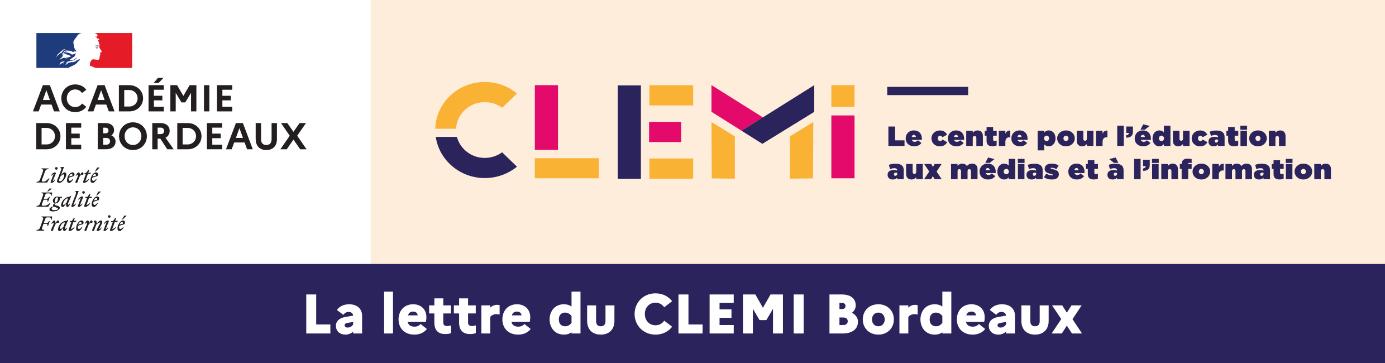 ACADÉMIE
DE BORDEAUX
Liberté
Égalité
Fraternité
CLEMI
Le centre pour l'éducation
aux médias et à l'information
La lettre du CLEMI Bordeaux